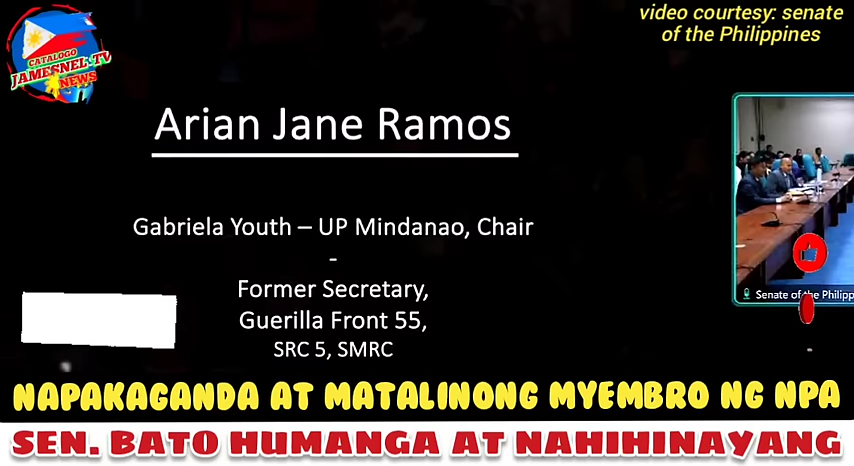 video courtesy: senate
of the Philippines
CATALOGO
JAMESNEL TV
NEWS
Arian Jane Ramos
Gabriela Youth – UP Mindanao, Chair
-
Former Secretary,
Guerilla Front 55,
SRC 5, SMRC
Senate of the Philipp
NAPAKAGANDA AT MATALINONG MYEMBRO NG NPA
SEN. BATO HUMANGA AT NAHIHINAYANG